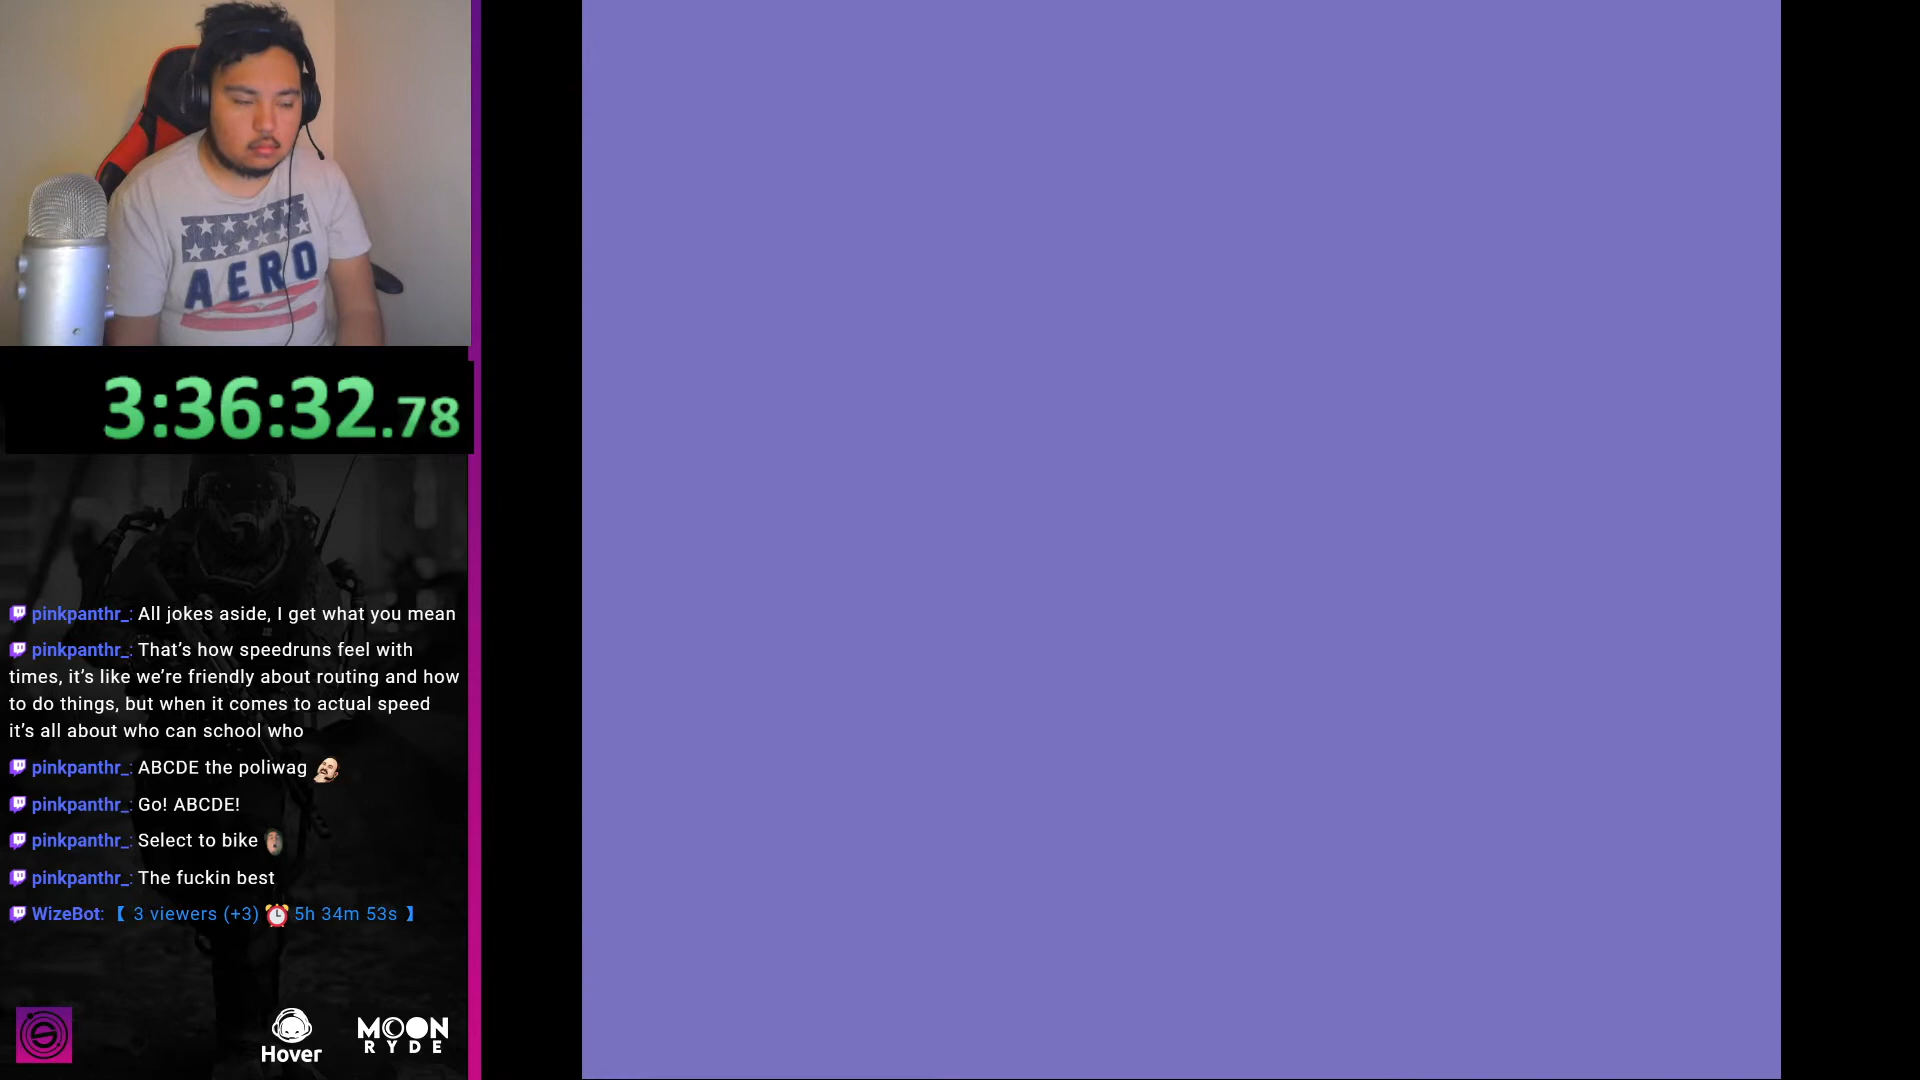 AERO
3:36:32.78
pinkpanthr_: All jokes aside, I get what you mean
pinkpanthr_: That's how speedruns feel with
times, it's like we're friendly about routing and how
to do things, but when it comes to actual speed
it's all about who can school who
pinkpanthr_: ABCDE the poliwag
pinkpanthr_: Go! ABCDE!
pinkpanthr_: Select to bike
pinkpanthr_: The fuckin best
WizeBot: 【 3 viewers (+3) ⏰ 5h 34m 53s 】
Hover
MOON
RYDE